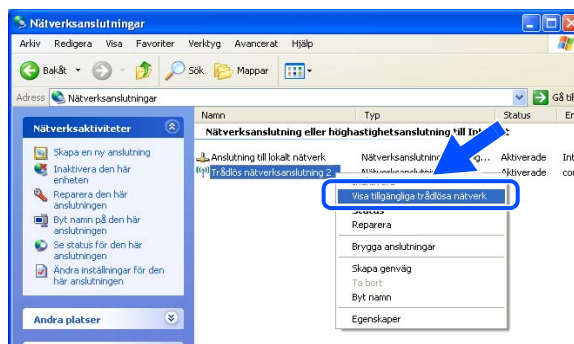 Nätverksanslutningar
Arkiv Redigera Visa Favoriter Verktyg Avancerat Hjälp
Bakåt Sök Mappar
Adress Nätverksanslutningar Gå til
Namn Typ Status En
Nätverksaktiviteter
Nätverksanslutning eller höghastighetsanslutning till
Skapa en ny anslutning
Inaktivera den här
enheten
Reparera den här
anslutningen
Byt namn på den här
anslutningen
Se status för den här
anslutningen
Ändra inställningar för den
här anslutningen
Andra platser
Anslutning till lokalt nätverk Aktiverade Int
Trådlös nätverksanslutning 2 Aktiverade con
Visa tillgängliga trådlösa nätverk
Status
Reparera
Brygga anslutningar
Skapa genväg
Ta bort
Byt namn
Egenskaper